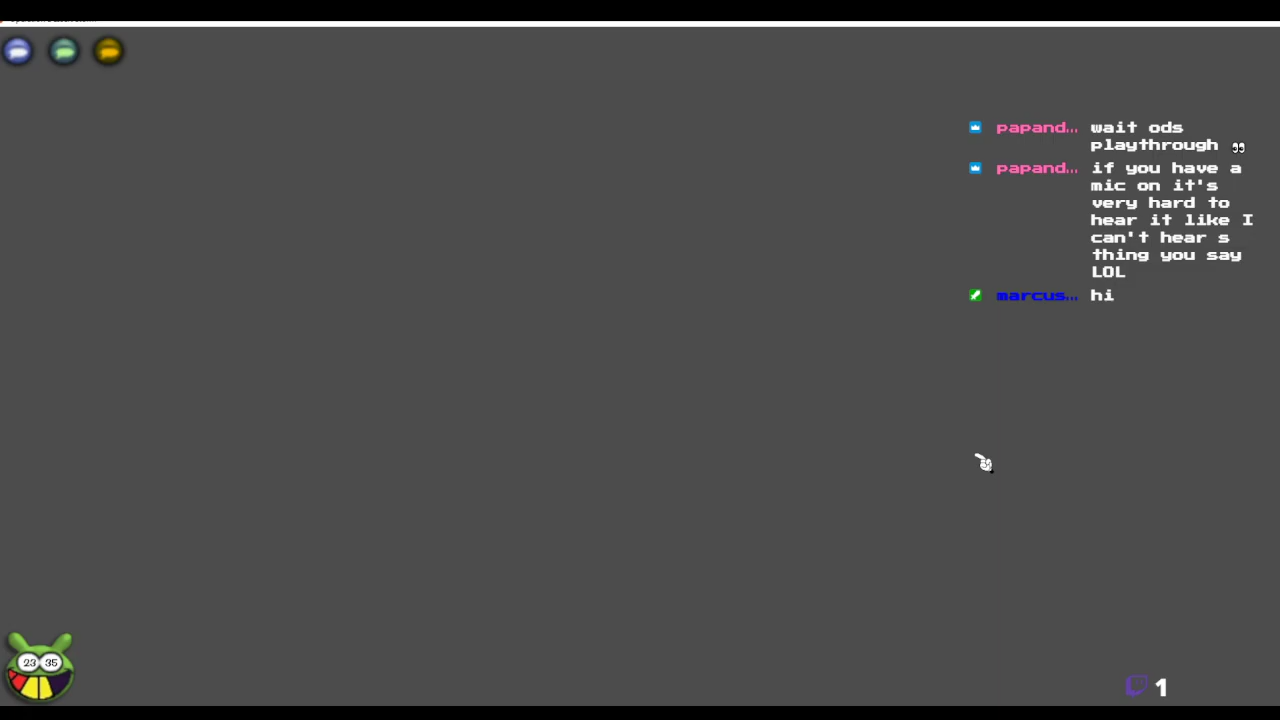 papand... wait ods
playthrough 👀
papand... if you have a
mic on it's
very hard to
hear it like I
can't hear s
thing you say
LOL
marcus... hi
23 35
1